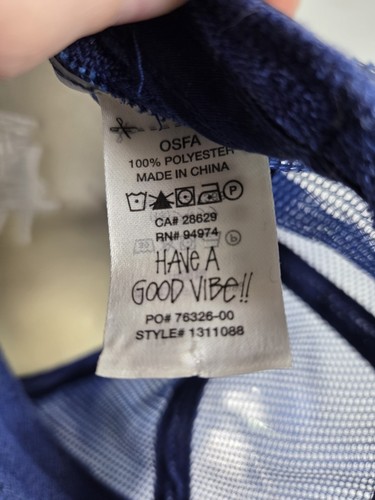 OSFA
100% POLYESTER
MADE IN CHINA
CA# 28629
RN# 94974
HAVE A
GOOD VIBE!!
PO# 76326-00
STYLE# 1311088